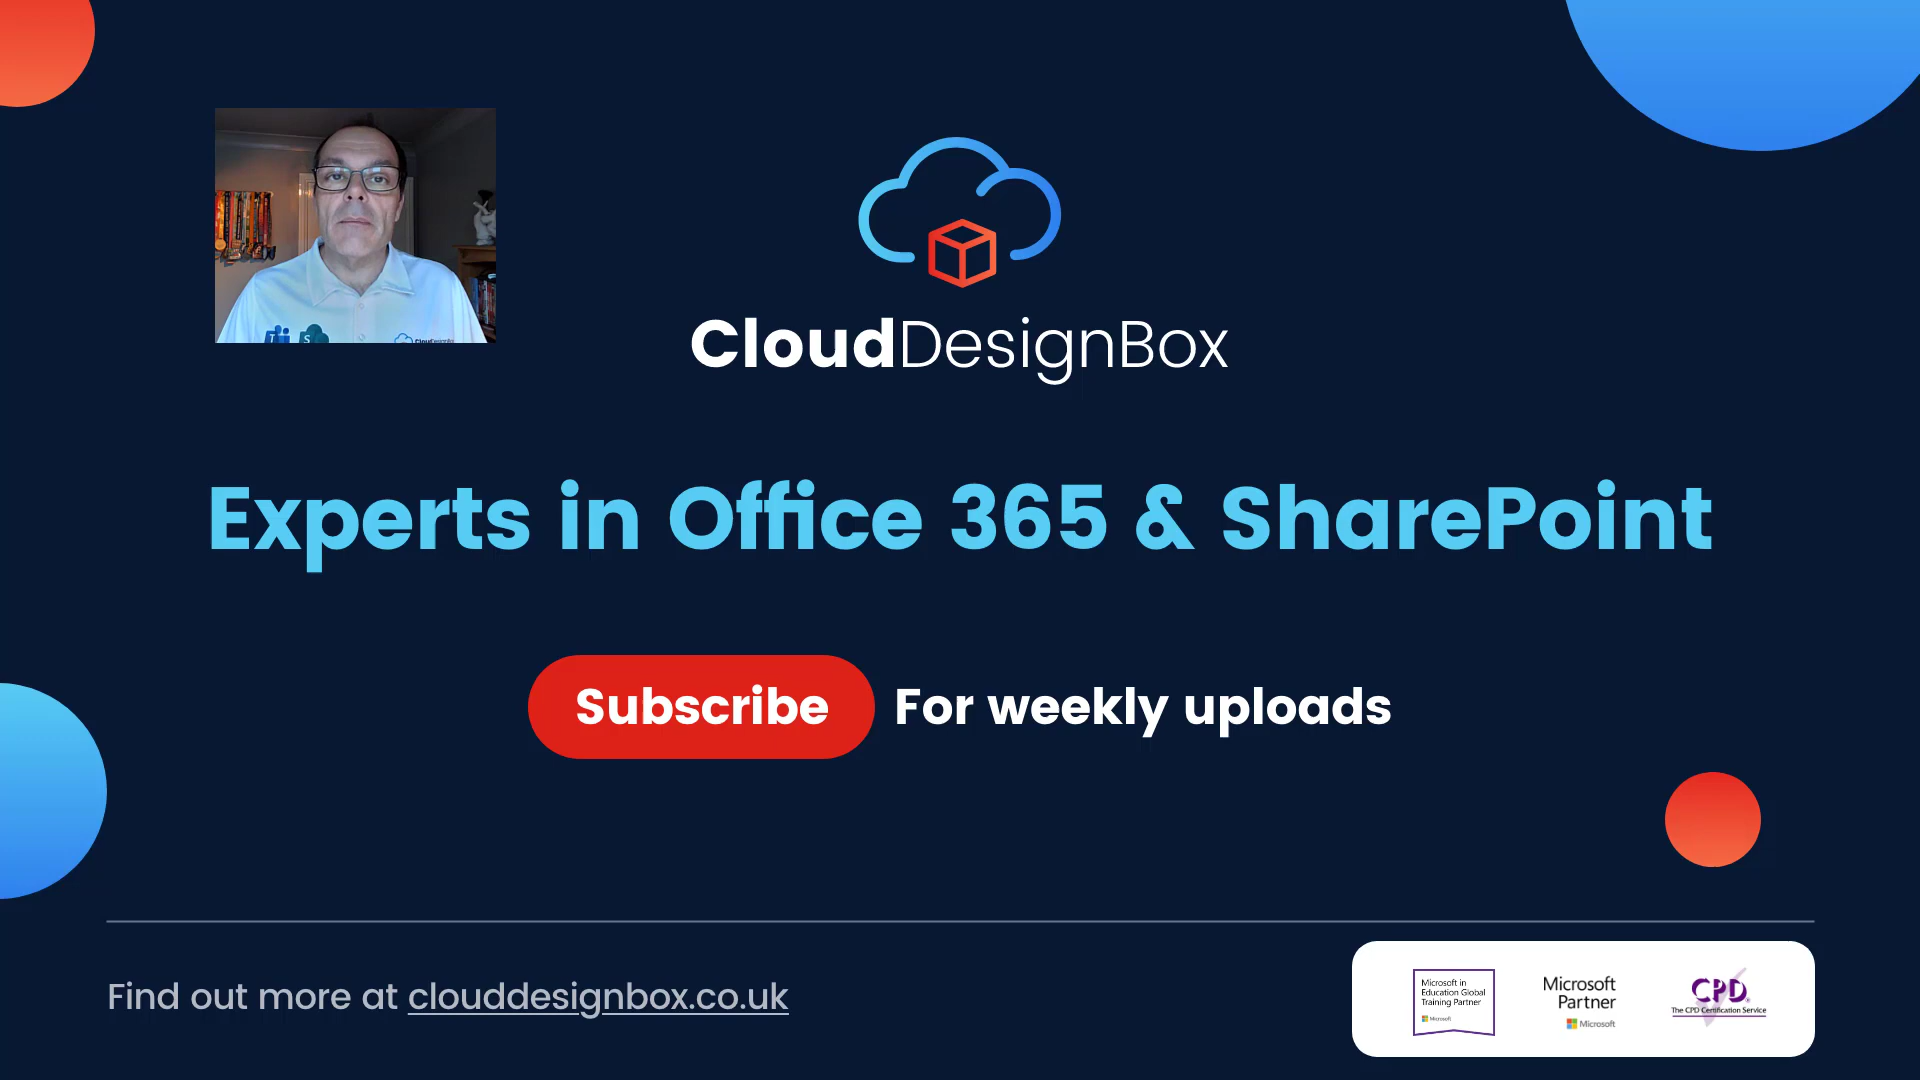 CloudDesignBox
Experts in Office 365 & SharePoint
Subscribe
For weekly uploads
Find out more at clouddesignbox.co.uk
Microsoft in
Education Global
Training Partner
Microsoft
Microsoft
Partner
Microsoft
CPD
The CPD Certification Service